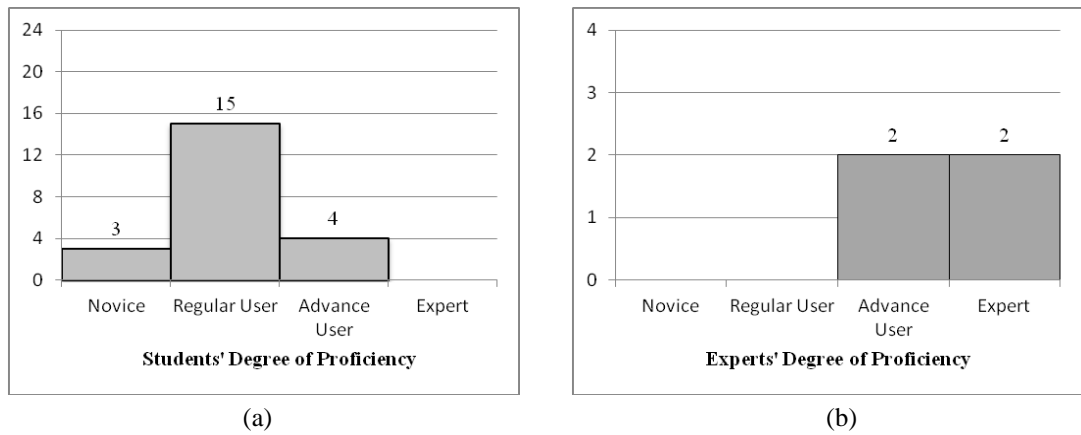 24
20
16
12
8
4
0
15
3
4
Novice
Regular User
Advance
User
Expert
Students' Degree of Proficiency
(a)
4
3
2
1
0
2
2
Novice
Regular User
Advance
User
Expert
Experts' Degree of Proficiency
(b)